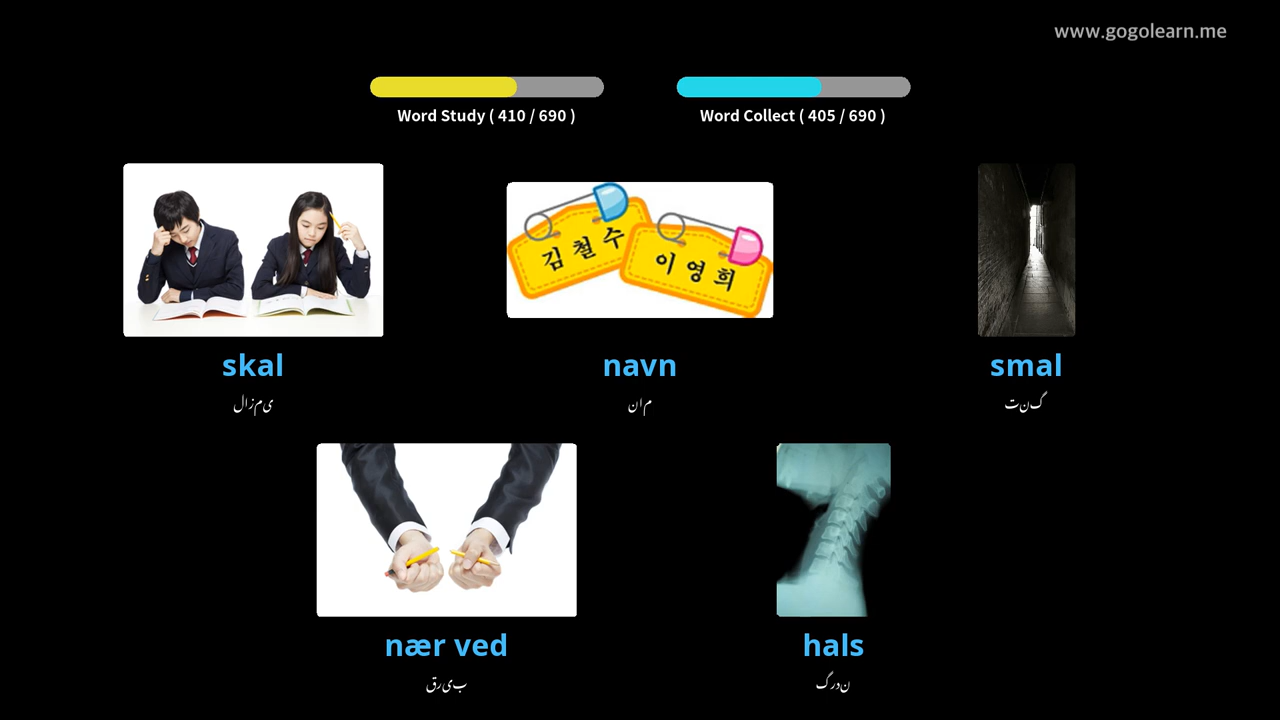 www.gogolearn.me
Word Study ( 410 / 690 )
Word Collect ( 405 / 690 )
김철수
이영희
skal
لازمی
navn
نام
smal
تنگ
nær ved
قریب
hals
گردن